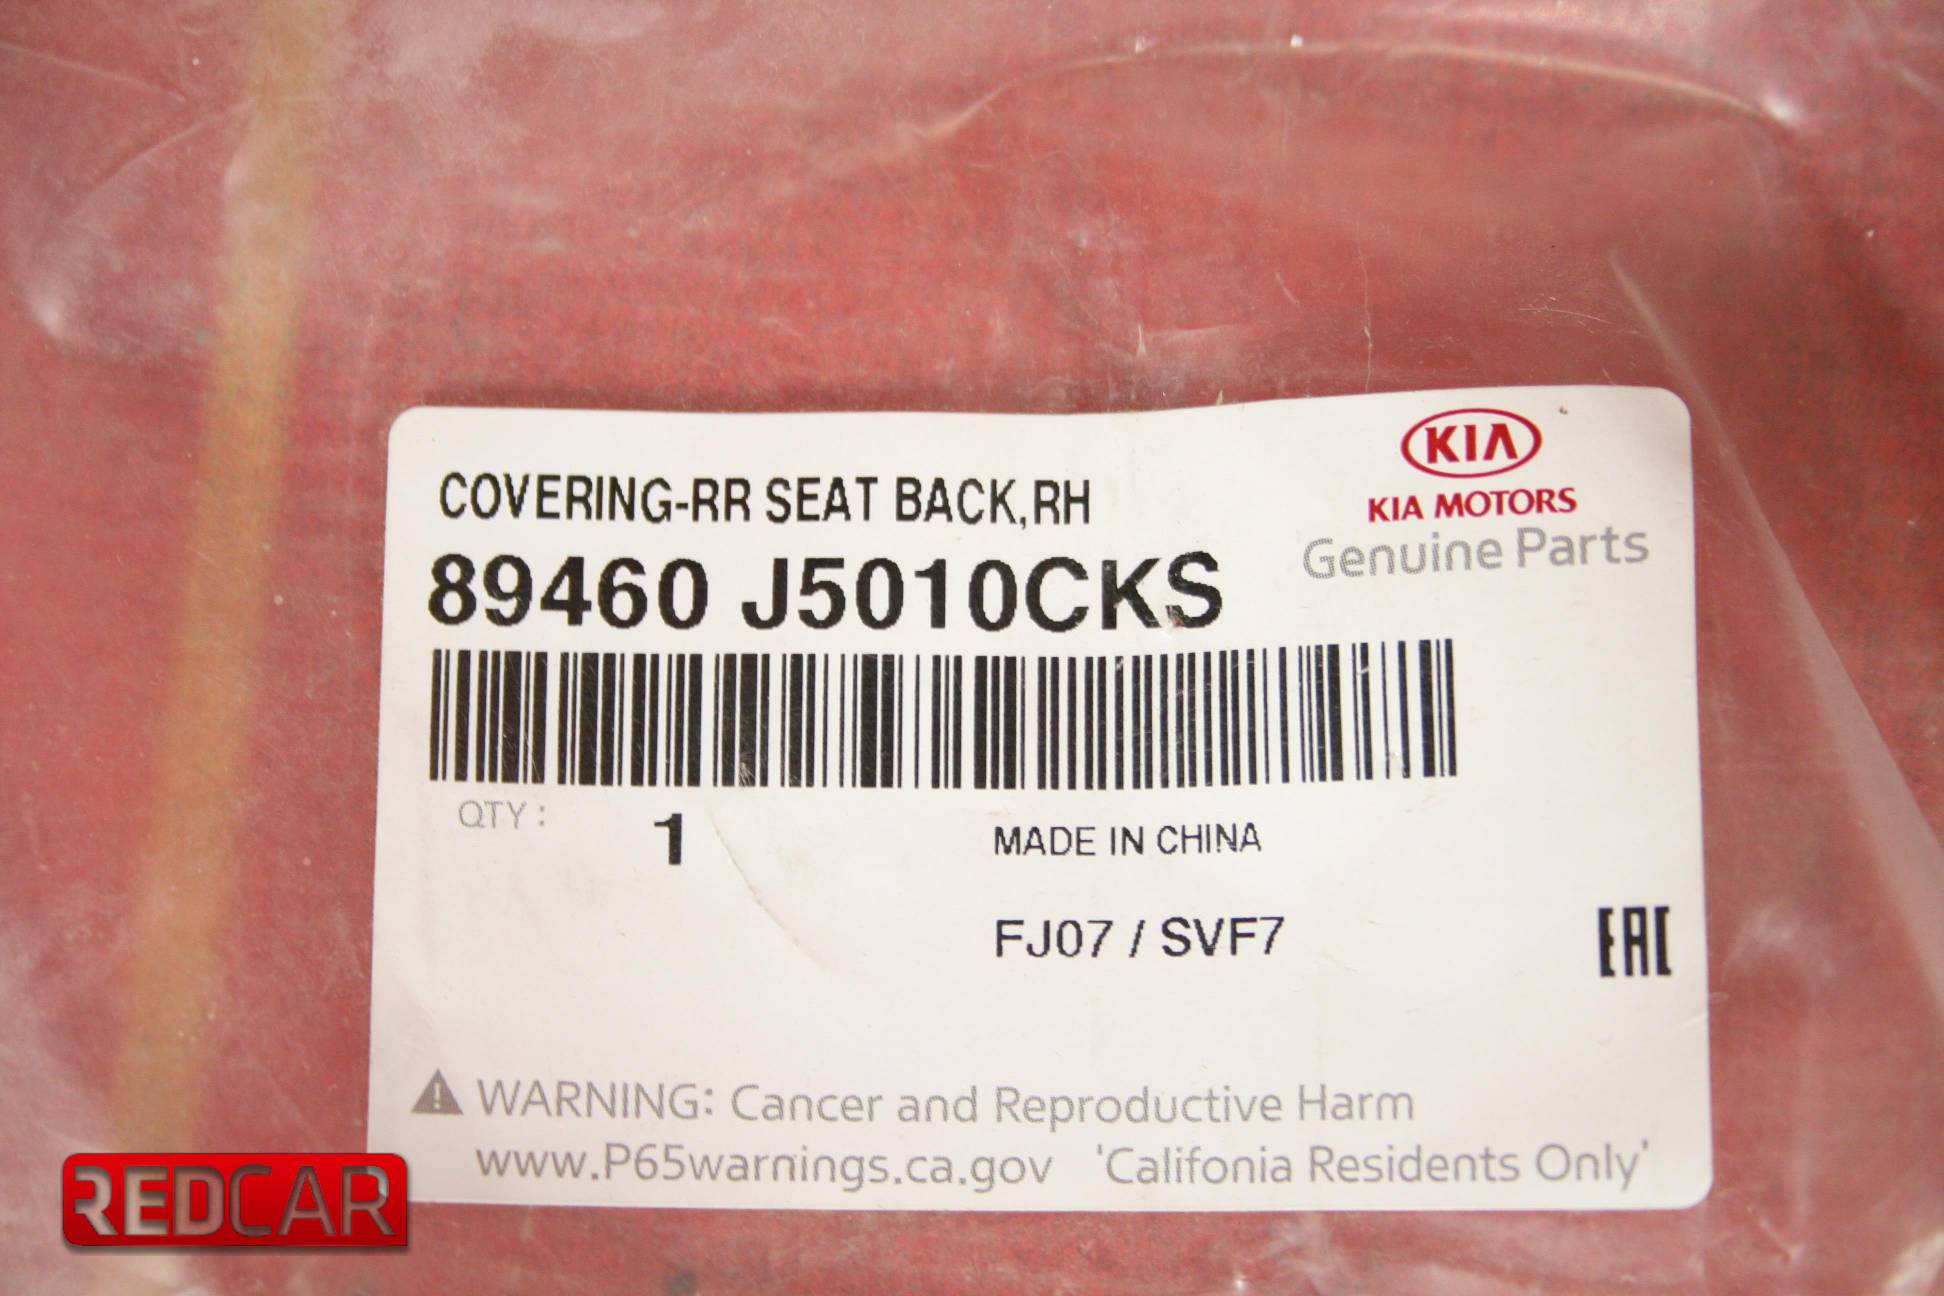 KIA
KIA MOTORS
Genuine Parts
COVERING-RR SEAT BACK,RH
89460 J5010CKS
QTY :
1
MADE IN CHINA
FJ07 / SVF7
EAC
WARNING: Cancer and Reproductive Harm
www.P65warnings.ca.gov 'Califonia Residents Only'
REDCAR